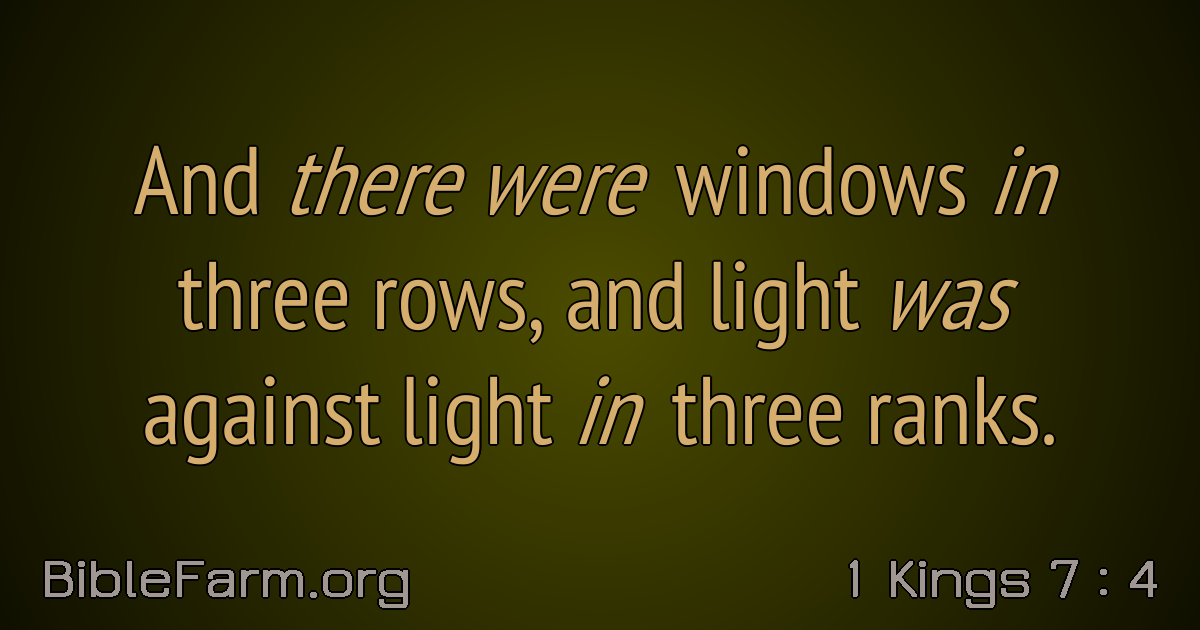 And there were windows in
three rows, and light was
against light in three ranks.
BibleFarm.org
1 Kings 7 : 4